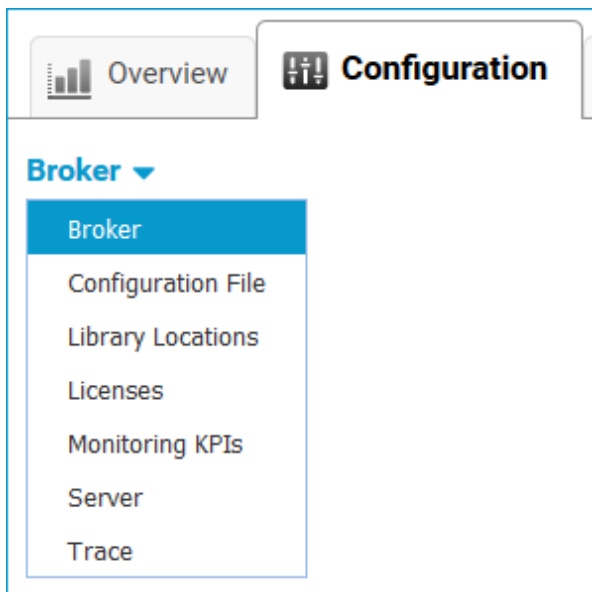 Overview
Configuration
Broker
Broker
Configuration File
Library Locations
Licenses
Monitoring KPIs
Server
Trace